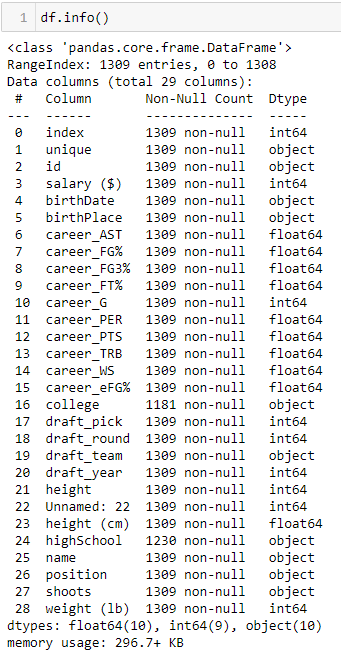 1 df.info()
<class 'pandas.core.frame.DataFrame'>
RangeIndex: 1309 entries, 0 to 1308
Data columns (total 29 columns):
 #   Column       Non-Null Count  Dtype
---  ------       --------------  -----
 0   index        1309 non-null   int64
 1   unique       1309 non-null   object
 2   id           1309 non-null   object
 3   salary ($)   1309 non-null   int64
 4   birthDate    1309 non-null   object
 5   birthPlace   1309 non-null   object
 6   career_AST   1309 non-null   float64
 7   career_FG%   1309 non-null   float64
 8   career_FG3%  1309 non-null   float64
 9   career_FT%   1309 non-null   float64
 10  career_G     1309 non-null   int64
 11  career_PER   1309 non-null   float64
 12  career_PTS   1309 non-null   float64
 13  career_TRB   1309 non-null   float64
 14  career_WS    1309 non-null   float64
 15  career_eFG%  1309 non-null   float64
 16  college      1181 non-null   object
 17  draft_pick   1309 non-null   int64
 18  draft_round  1309 non-null   int64
 19  draft_team   1309 non-null   object
 20  draft_year   1309 non-null   int64
 21  height       1309 non-null   int64
 22  Unnamed: 22  1309 non-null   int64
 23  height (cm)  1309 non-null   float64
 24  highSchool   1230 non-null   object
 25  name         1309 non-null   object
 26  position     1309 non-null   object
 27  shoots       1309 non-null   object
 28  weight (lb)  1309 non-null   int64
dtypes: float64(10), int64(9), object(10)
memory usage: 296.7+ KB